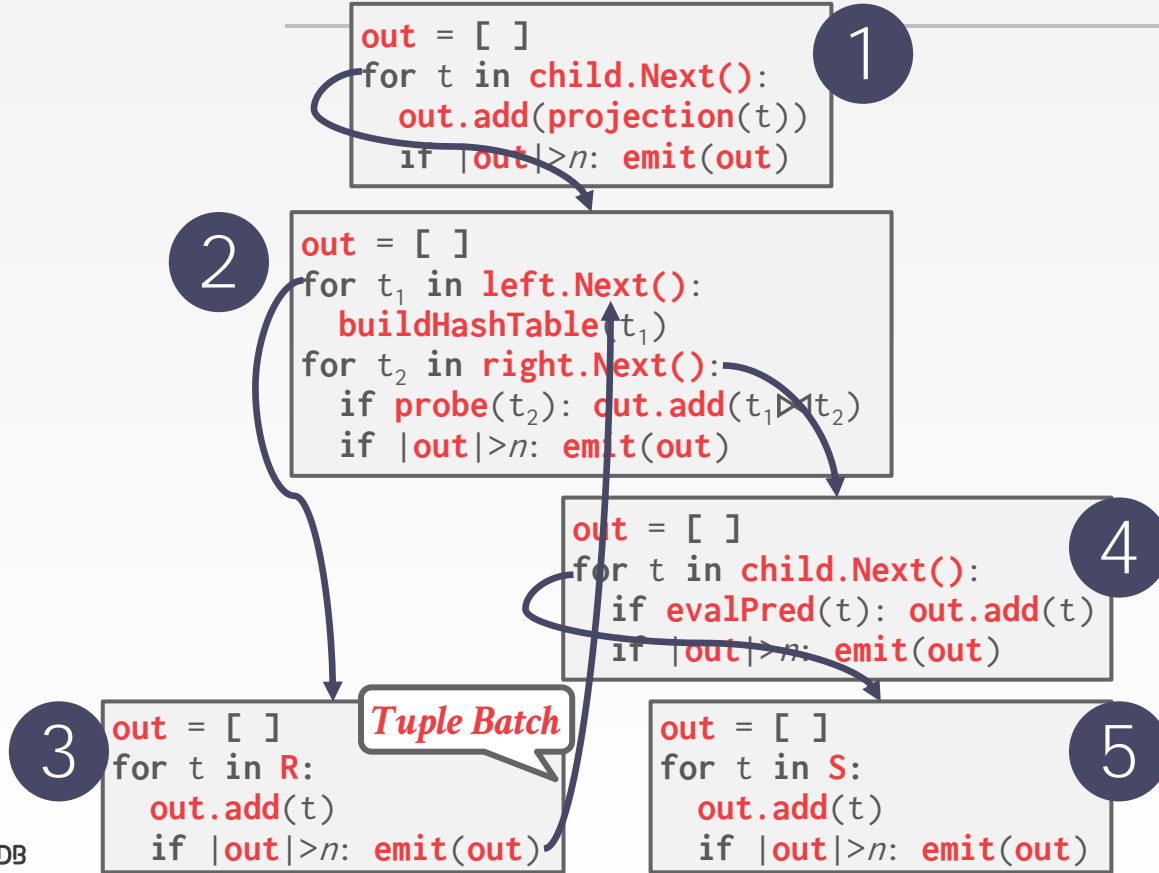 1
out = [ ]
for t in child.Next():
out.add(projection(t))
if |out|>n: emit(out)
2
out = [ ]
for t₁ in left.Next():
buildHashTable(t₁)
for t₂ in right.Next():
if probe(t₂): out.add(t₁⨝t₂)
if |out|>n: emit(out)
4
out = [ ]
for t in child.Next():
if evalPred(t): out.add(t)
if |out|>n: emit(out)
3
Tuple Batch
out = [ ]
for t in R:
out.add(t)
if |out|>n: emit(out)
5
out = [ ]
for t in S:
out.add(t)
if |out|>n: emit(out)
DB